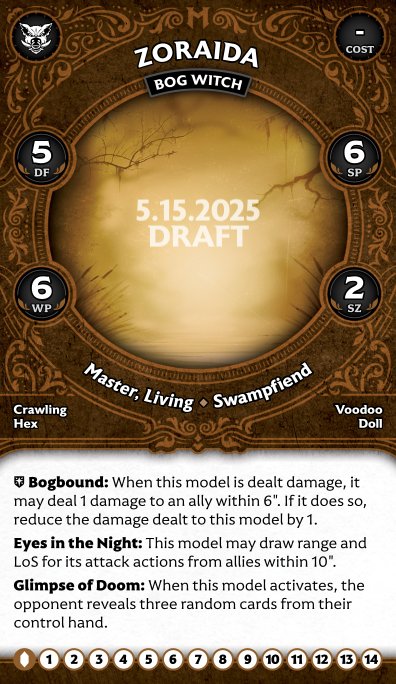 ZORAIDA
BOG WITCH
-
COST
5
DF
6
SP
5.15.2025
DRAFT
6
WP
2
SZ
Master, Living ◆ Swampfiend
Crawling
Hex
Voodoo
Doll
Bogbound: When this model is dealt damage, it
may deal 1 damage to an ally within 6". If it does so,
reduce the damage dealt to this model by 1.
Eyes in the Night: This model may draw range and
LoS for its attack actions from allies within 10".
Glimpse of Doom: When this model activates, the
opponent reveals three random cards from their
control hand.
1 2 3 4 5 6 7 8 9 10 11 12 13 14